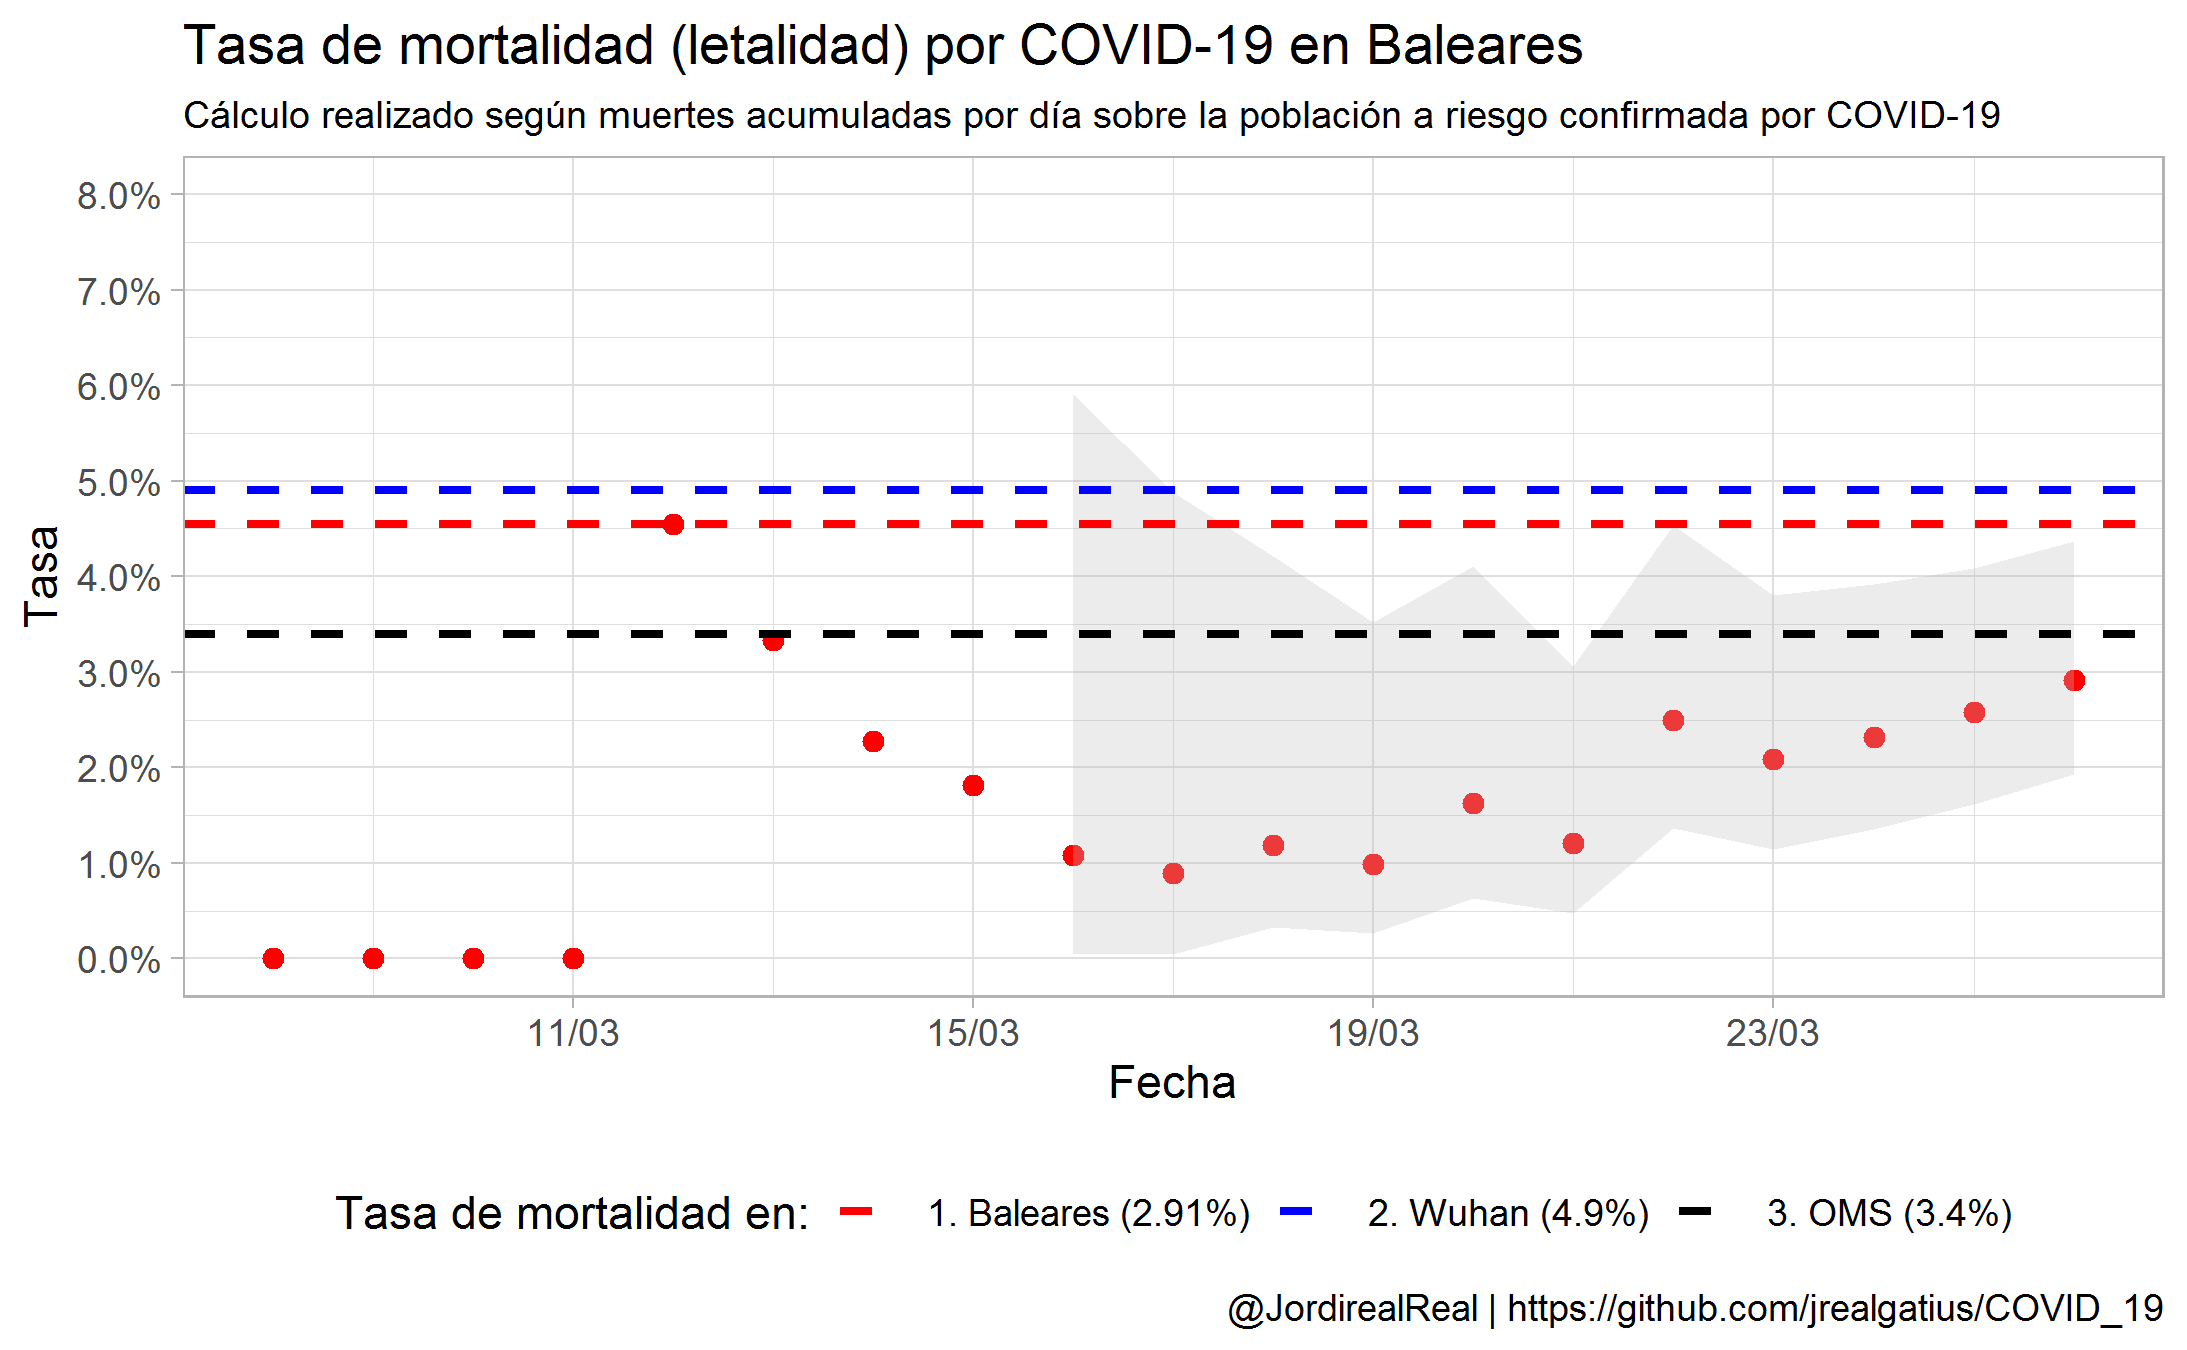 Tasa de mortalidad (letalidad) por COVID-19 en Baleares
Cálculo realizado según muertes acumuladas por día sobre la población a riesgo confirmada por COVID-19
8.0%
7.0%
6.0%
5.0%
4.0%
3.0%
2.0%
1.0%
0.0%
Tasa
11/03 15/03 19/03 23/03
Fecha
Tasa de mortalidad en: 1. Baleares (2.91%) 2. Wuhan (4.9%) 3. OMS (3.4%)
@JordirealReal | https://github.com/jrealgatius/COVID_19